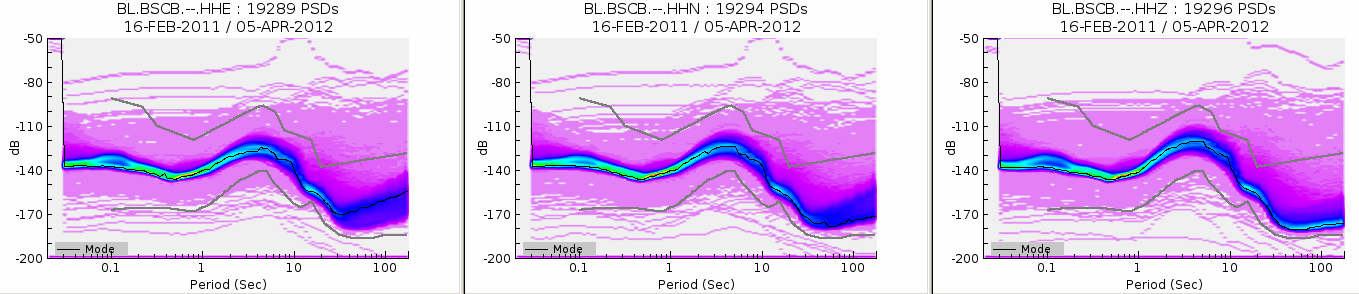 BL.BSCB.--.HHE : 19289 PSDs
16-FEB-2011 / 05-APR-2012
-50
-80
-110
-140
-170
-200
dB
Mode
0.1 1 10 100
Period (Sec)
BL.BSCB.--.HHN : 19294 PSDs
16-FEB-2011 / 05-APR-2012
-50
-80
-110
-140
-170
-200
dB
Mode
0.1 1 10 100
Period (Sec)
BL.BSCB.--.HHZ : 19296 PSDs
16-FEB-2011 / 05-APR-2012
-50
-80
-110
-140
-170
-200
dB
Mode
0.1 1 10 100
Period (Sec)